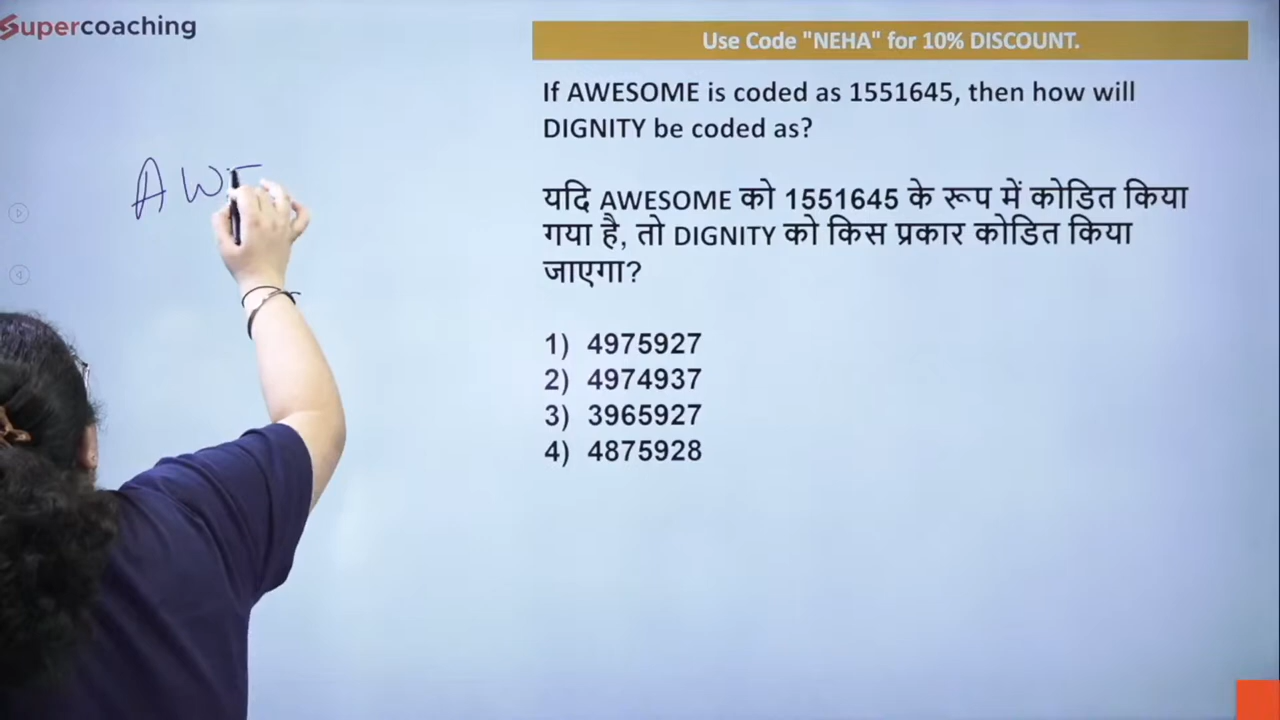 Supercoaching
Use Code "NEHA" for 10% DISCOUNT.
If AWESOME is coded as 1551645, then how will
DIGNITY be coded as?
यदि AWESOME को 1551645 के रूप में कोडित किया
गया है, तो DIGNITY को किस प्रकार कोडित किया
जाएगा?
1) 4975927
2) 4974937
3) 3965927
4) 4875928
A W